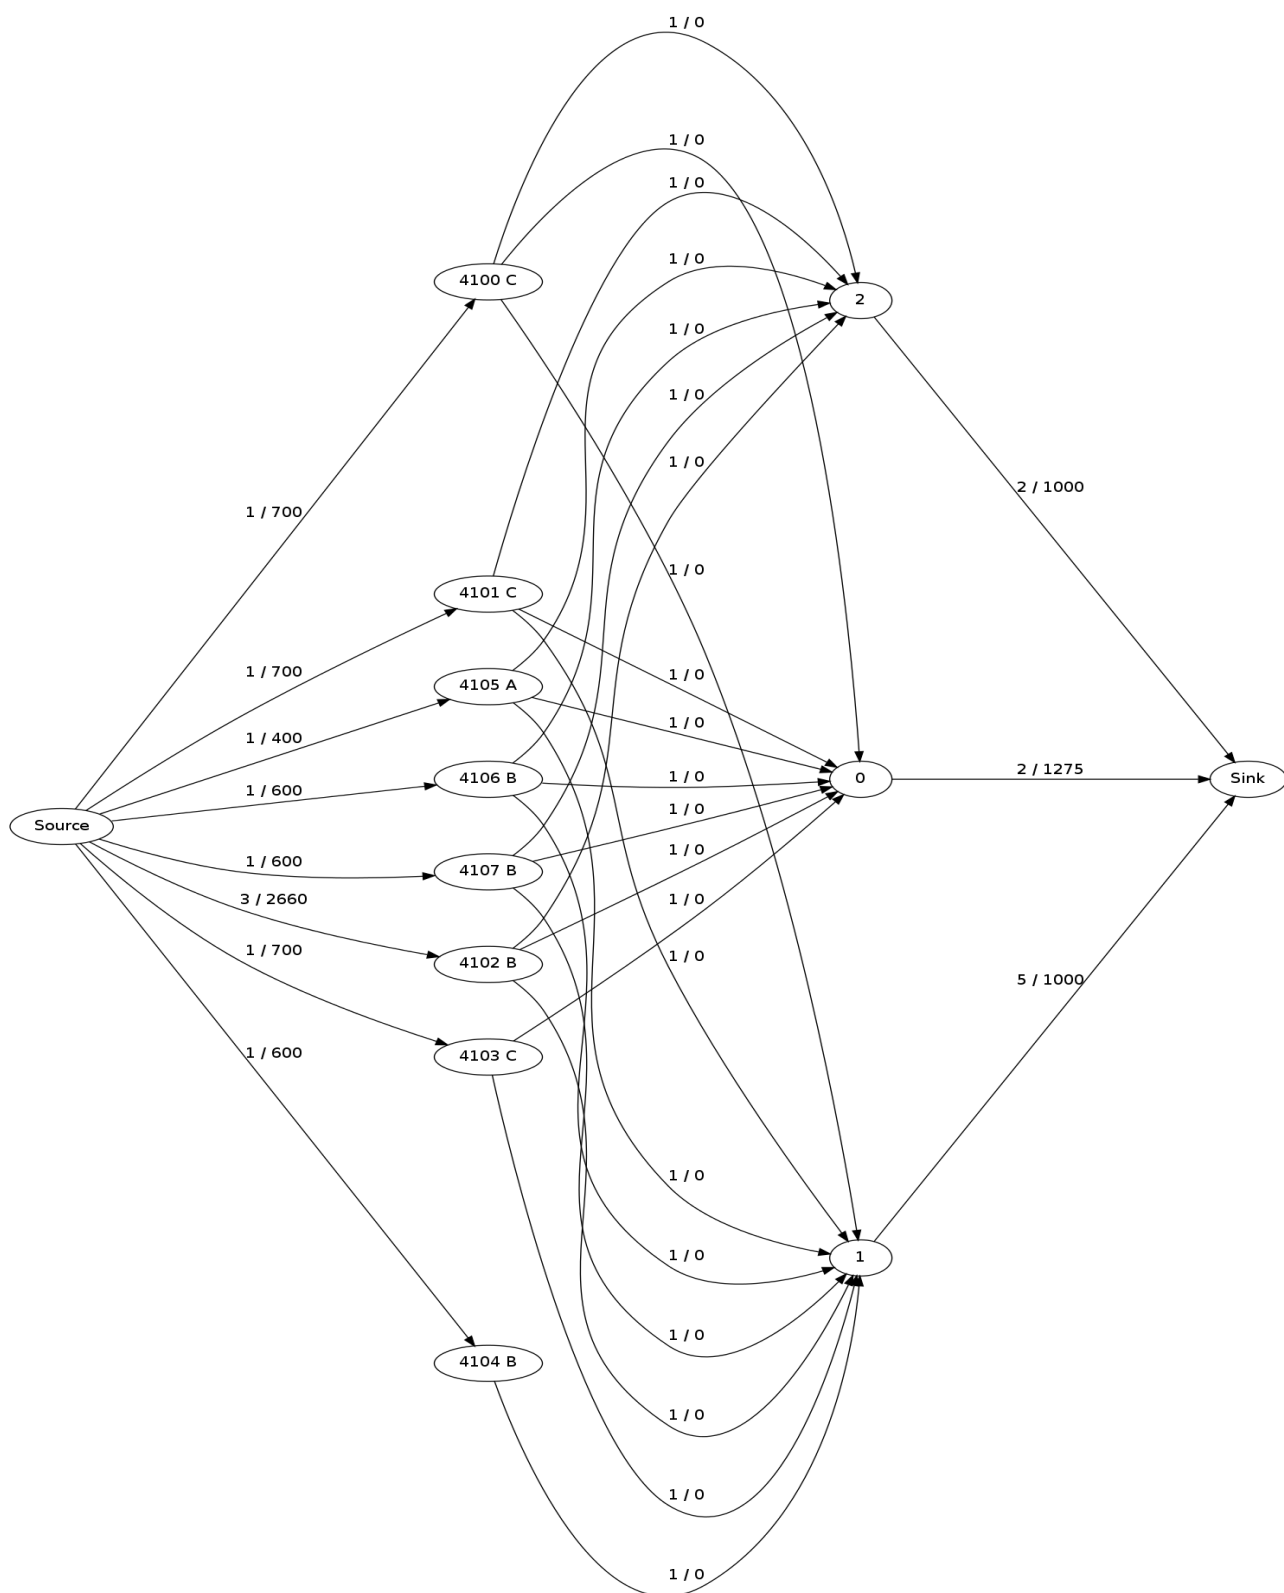 1 / 0
1 / 0
1 / 0
1 / 0
4100 C
2
1 / 0
1 / 0
1 / 0
2 / 1000
1 / 700
1 / 0
4101 C
1 / 700
1 / 0
4105 A
1 / 0
1 / 400
2 / 1275
4106 B
1 / 0
0
Sink
1 / 600
1 / 0
Source
1 / 0
1 / 600
4107 B
3 / 2660
1 / 0
1 / 700
1 / 0
4102 B
5 / 1000
1 / 600
4103 C
1 / 0
1 / 0
1
1 / 0
4104 B
1 / 0
1 / 0
1 / 0